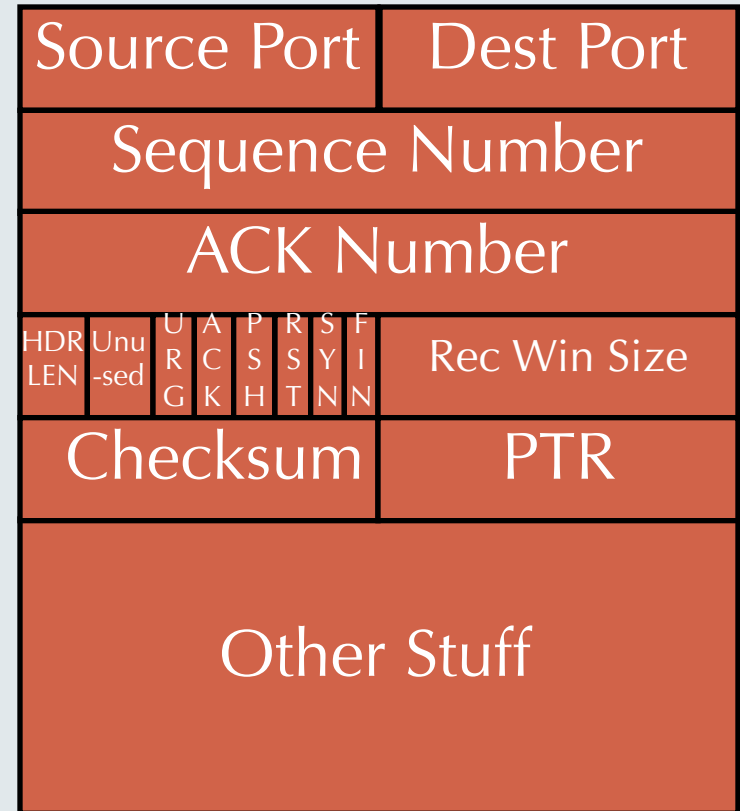 Source Port
Dest Port
Sequence Number
ACK Number
HDR
LEN
Unu
-sed
U
R
G
A
C
K
P
S
H
R
S
T
S
Y
N
F
I
N
Rec Win Size
Checksum
PTR
Other Stuff